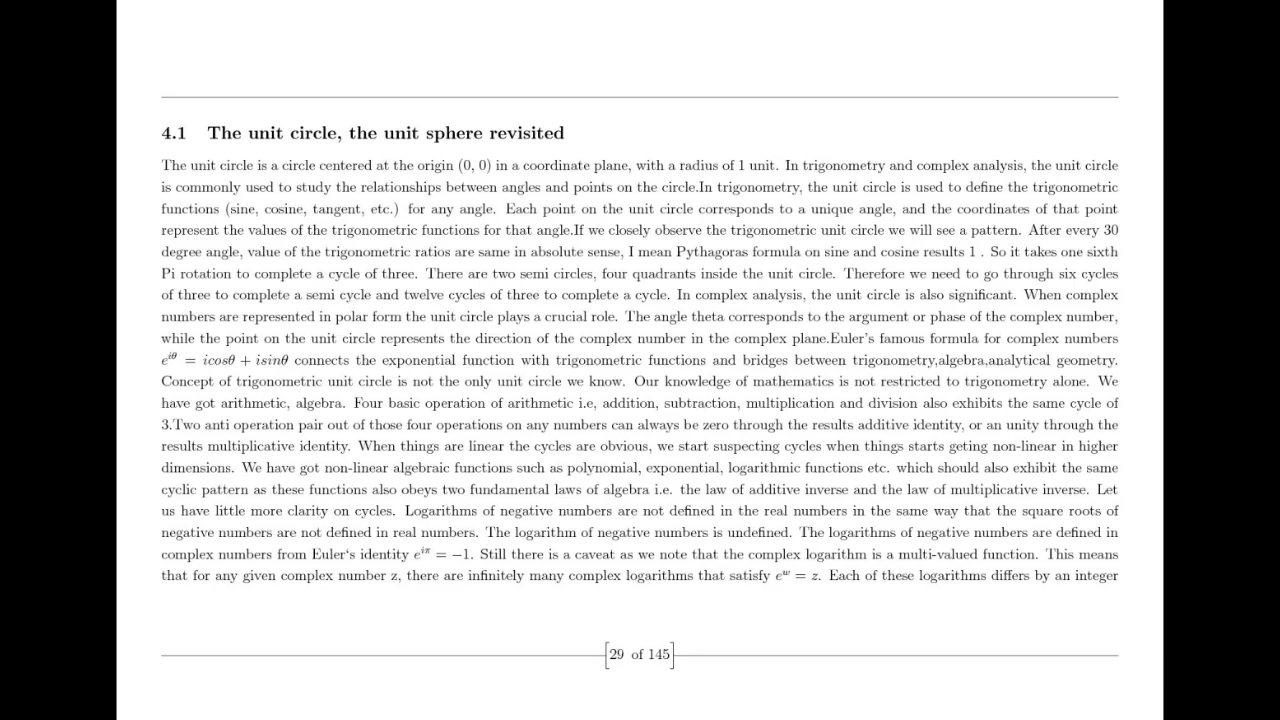 4.1 The unit circle, the unit sphere revisited
The unit circle is a circle centered at the origin (0, 0) in a coordinate plane, with a radius of 1 unit. In trigonometry and complex analysis, the unit circle
is commonly used to study the relationships between angles and points on the circle.In trigonometry, the unit circle is used to define the trigonometric
functions (sine, cosine, tangent, etc.) for any angle. Each point on the unit circle corresponds to a unique angle, and the coordinates of that point
represent the values of the trigonometric functions for that angle.If we closely observe the trigonometric unit circle we will see a pattern. After every 30
degree angle, value of the trigonometric ratios are same in absolute sense, I mean Pythagoras formula on sine and cosine results 1 . So it takes one sixth
Pi rotation to complete a cycle of three. There are two semi circles, four quadrants inside the unit circle. Therefore we need to go through six cycles
of three to complete a semi cycle and twelve cycles of three to complete a cycle. In complex analysis, the unit circle is also significant. When complex
numbers are represented in polar form the unit circle plays a crucial role. The angle theta corresponds to the argument or phase of the complex number,
while the point on the unit circle represents the direction of the complex number in the complex plane.Euler's famous formula for complex numbers
e^{iθ} = icosθ + isinθ connects the exponential function with trigonometric functions and bridges between trigonometry,algebra,analytical geometry.
Concept of trigonometric unit circle is not the only unit circle we know. Our knowledge of mathematics is not restricted to trigonometry alone. We
have got arithmetic, algebra. Four basic operation of arithmetic i.e, addition, subtraction, multiplication and division also exhibits the same cycle of
3.Two anti operation pair out of those four operations on any numbers can always be zero through the results additive identity, or an unity through the
results multiplicative identity. When things are linear the cycles are obvious, we start suspecting cycles when things starts geting non-linear in higher
dimensions. We have got non-linear algebraic functions such as polynomial, exponential, logarithmic functions etc. which should also exhibit the same
cyclic pattern as these functions also obeys two fundamental laws of algebra i.e. the law of additive inverse and the law of multiplicative inverse. Let
us have little more clarity on cycles. Logarithms of negative numbers are not defined in the real numbers in the same way that the square roots of
negative numbers are not defined in real numbers. The logarithm of negative numbers is undefined. The logarithms of negative numbers are defined in
complex numbers from Euler‘s identity e^{iπ} = −1. Still there is a caveat as we note that the complex logarithm is a multi-valued function. This means
that for any given complex number z, there are infinitely many complex logarithms that satisfy e^w = z. Each of these logarithms differs by an integer
29 of 145